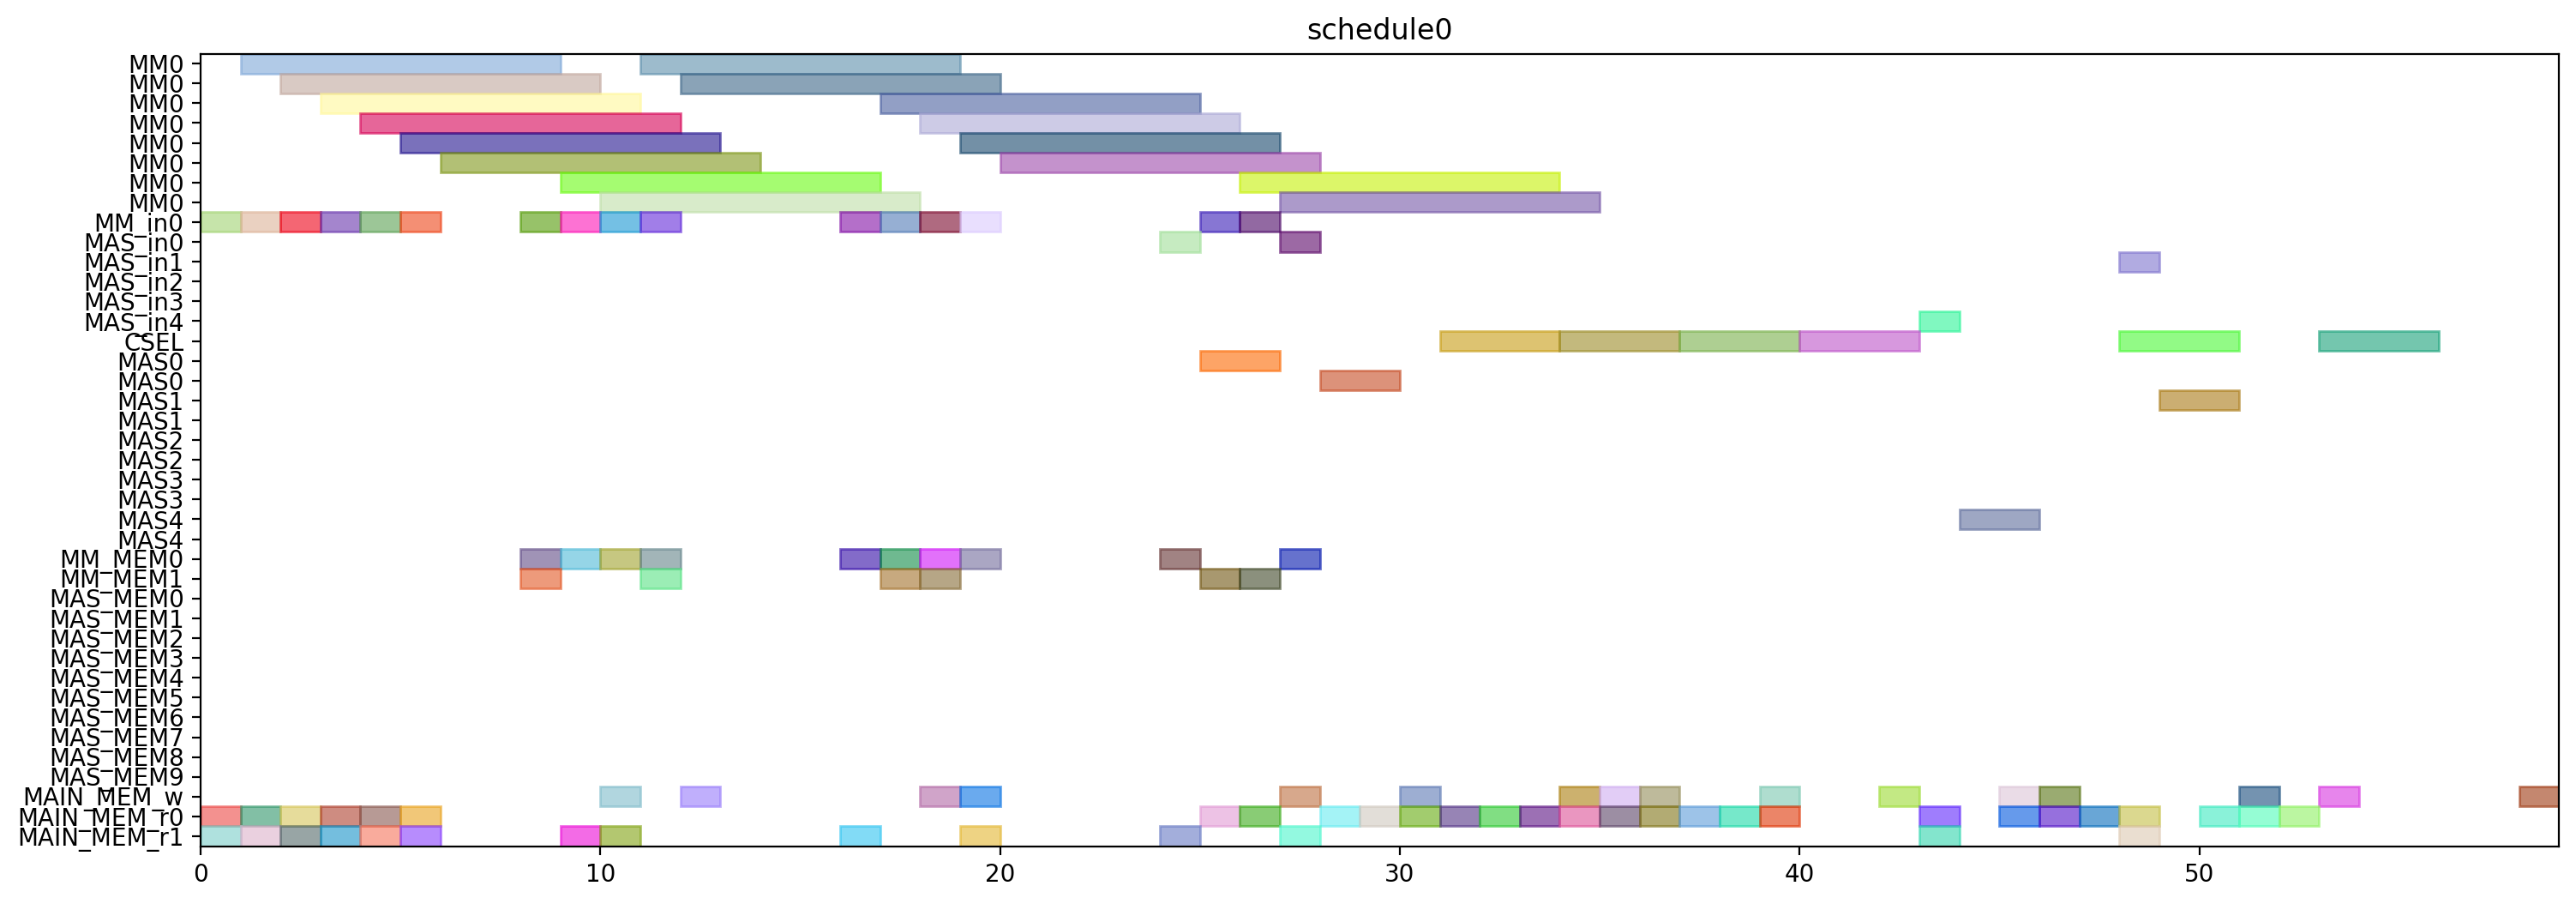 schedule0
MM0
MM0
MM0
MM0
MM0
MM0
MM0
MM0
MM_in0
MAS_in0
MAS_in1
MAS_in2
MAS_in3
MAS_in4
CSEL
MAS0
MAS0
MAS1
MAS1
MAS2
MAS2
MAS3
MAS3
MAS4
MAS4
MM_MEM0
MM_MEM1
MAS_MEM0
MAS_MEM1
MAS_MEM2
MAS_MEM3
MAS_MEM4
MAS_MEM5
MAS_MEM6
MAS_MEM7
MAS_MEM8
MAS_MEM9
MAIN_MEM_w
MAIN_MEM_r0
MAIN_MEM_r1
0 10 20 30 40 50